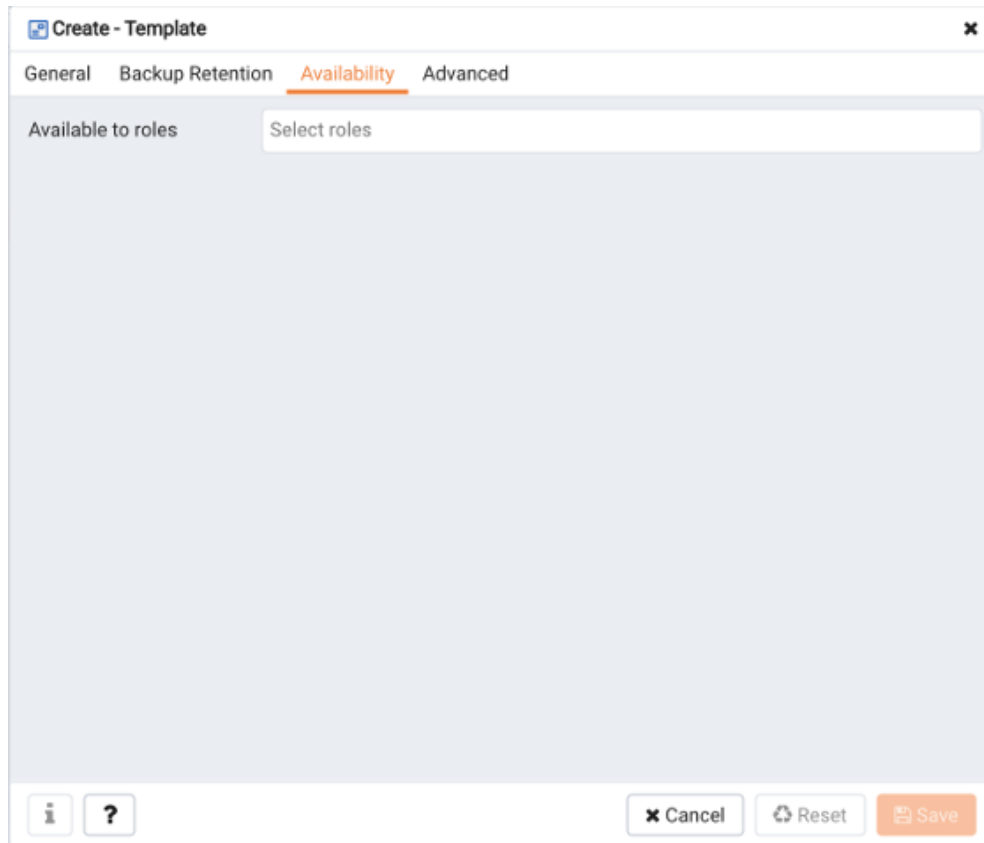 Create - Template
General Backup Retention Availability Advanced
Available to roles Select roles
i ? Cancel Reset Save